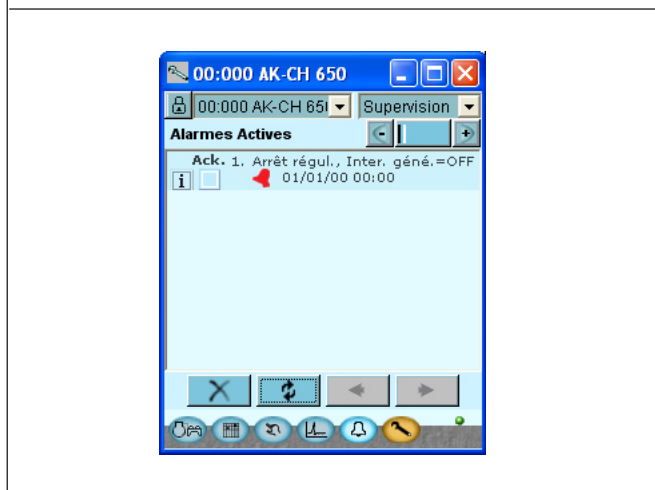 00:000 AK-CH 650
00:000 AK-CH 65 Supervision
Alarmes Actives
Ack. 1. Arrêt régul., Inter. géné.=OFF
01/01/00 00:00